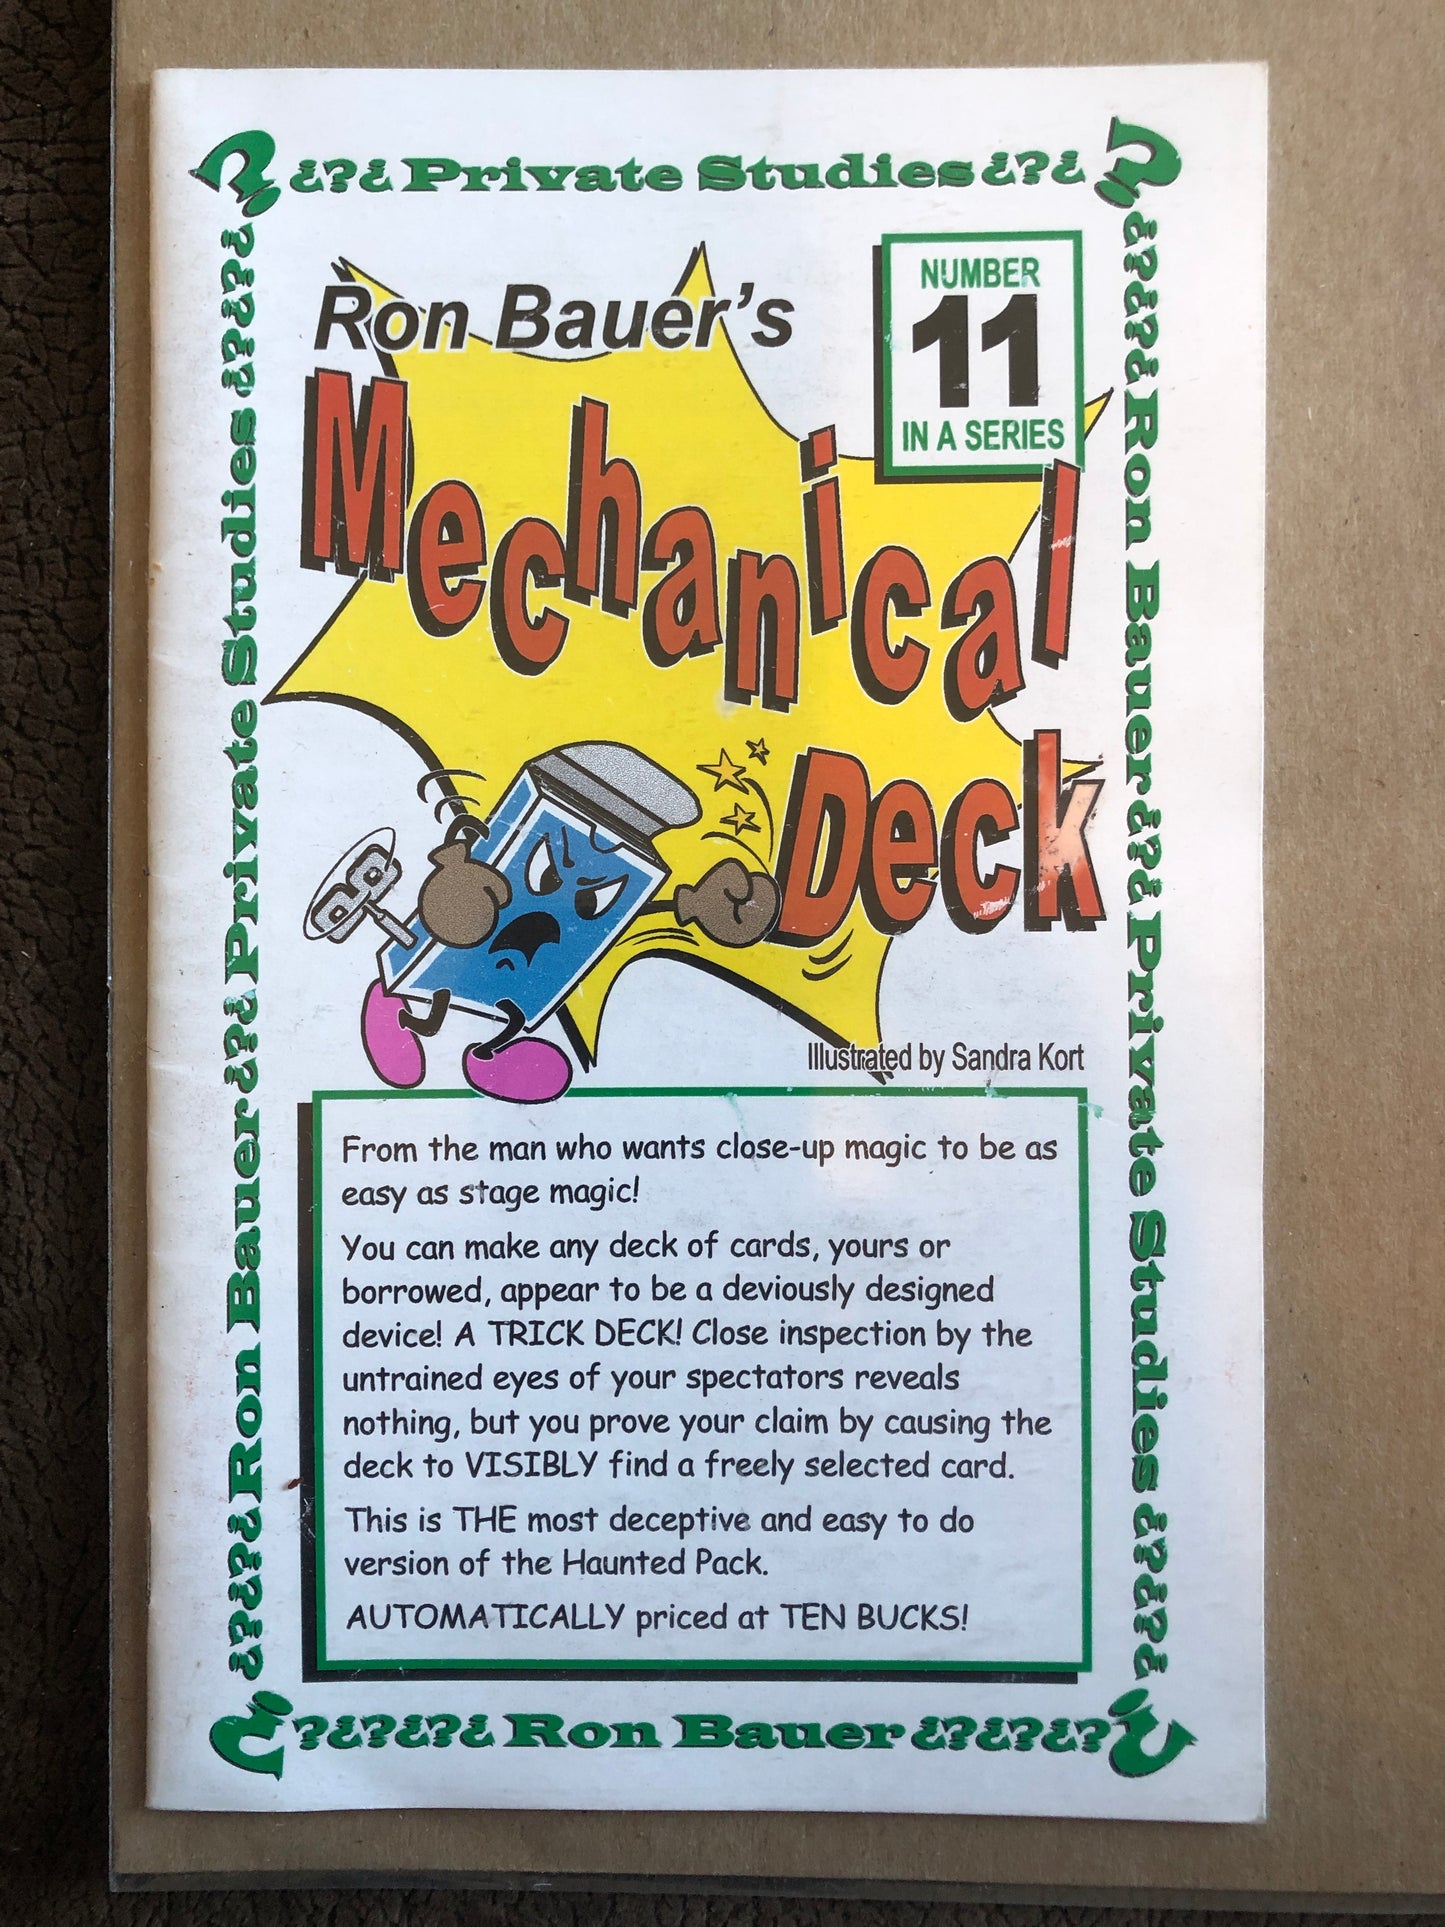 ¿?¿ Private Studies ¿?¿
Ron Bauer ¿?¿ Private Studies
Ron Bauer ¿?¿ Private Studies
Ron Bauer's
NUMBER
11
IN A SERIES
Mechanical
Deck
Illustrated by Sandra Kort
From the man who wants close-up magic to be as
easy as stage magic!
You can make any deck of cards, yours or
borrowed, appear to be a deviously designed
device! A TRICK DECK! Close inspection by the
untrained eyes of your spectators reveals
nothing, but you prove your claim by causing the
deck to VISIBLY find a freely selected card.
This is THE most deceptive and easy to do
version of the Haunted Pack.
AUTOMATICALLY priced at TEN BUCKS!
?¿?¿?¿ Ron Bauer ¿?¿?¿?